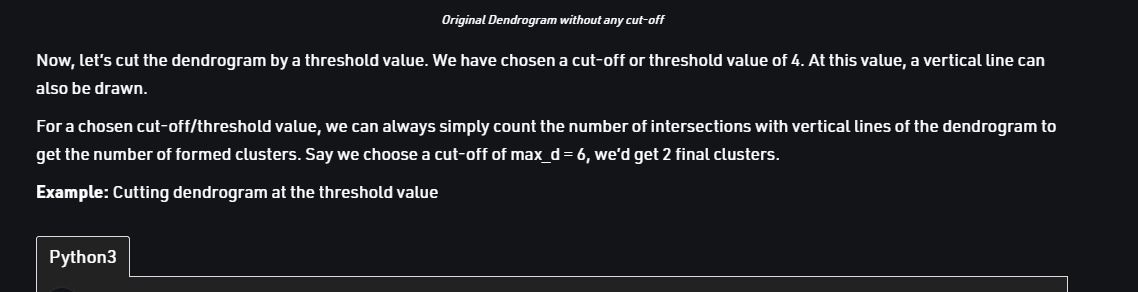 Original Dendrogram without any cut-off
Now, let's cut the dendrogram by a threshold value. We have chosen a cut-off or threshold value of 4. At this value, a vertical line can
also be drawn.
For a chosen cut-off/threshold value, we can always simply count the number of intersections with vertical lines of the dendrogram to
get the number of formed clusters. Say we choose a cut-off of max_d = 6, we'd get 2 final clusters.
Example: Cutting dendrogram at the threshold value
Python3